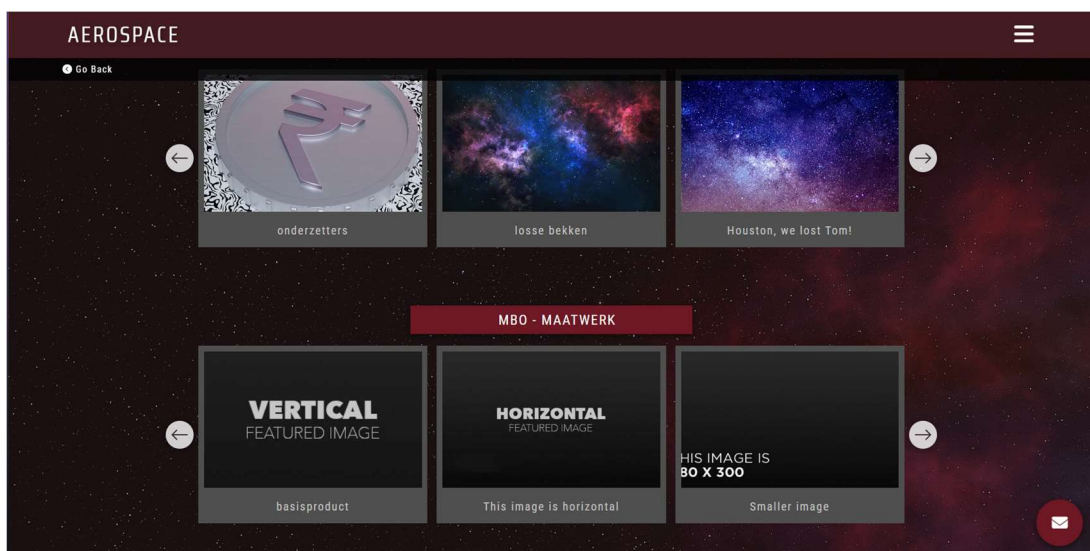 AEROSPACE
Go Back
onderzetters
losse bekken
Houston, we lost Tom!
MBO - MAATWERK
VERTICAL
FEATURED IMAGE
HORIZONTAL
FEATURED IMAGE
HIS IMAGE IS
80 X 300
basisproduct
This image is horizontal
Smaller image